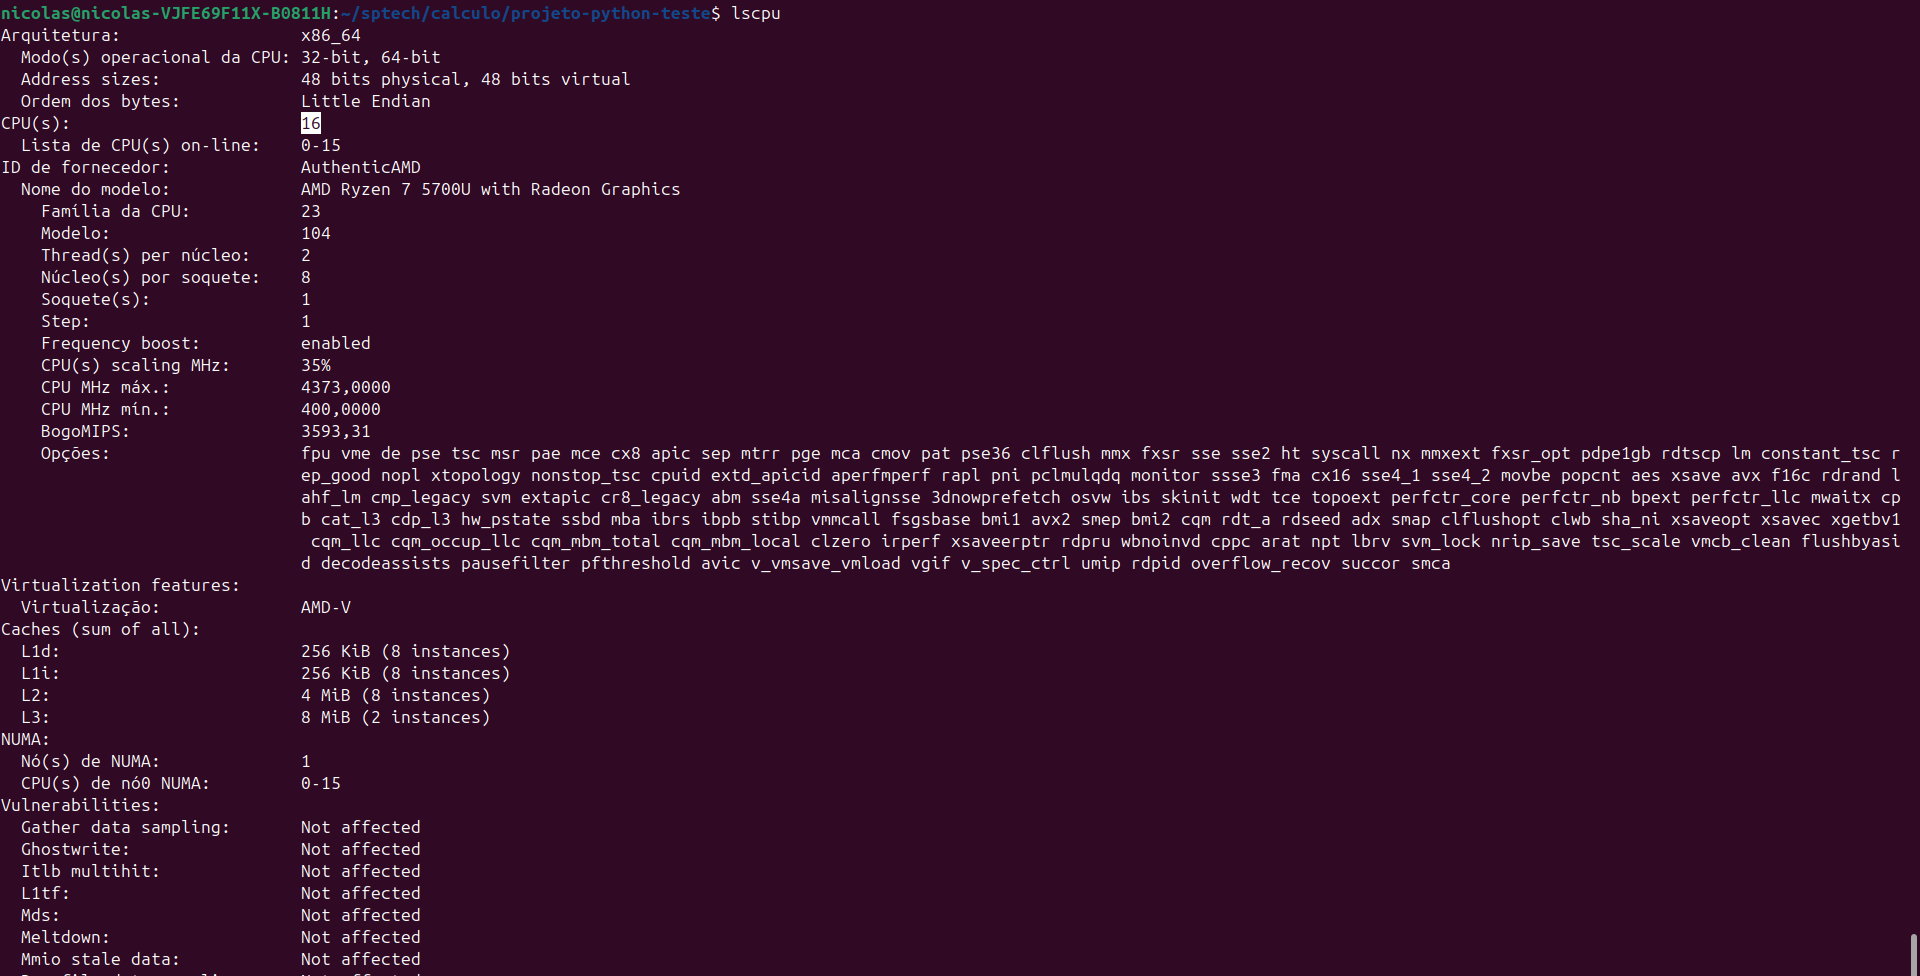 nicolas@nicolas-VJFE69F11X-B0811H:~/sptech/calculo/projeto-python-teste$ lscpu
Arquitetura: x86_64
Modo(s) operacional da CPU: 32-bit, 64-bit
Address sizes: 48 bits physical, 48 bits virtual
Ordem dos bytes: Little Endian
CPU(s): 16
Lista de CPU(s) on-line: 0-15
ID de fornecedor: AuthenticAMD
Nome do modelo: AMD Ryzen 7 5700U with Radeon Graphics
Família da CPU: 23
Modelo: 104
Thread(s) per núcleo: 2
Núcleo(s) por soquete: 8
Soquete(s): 1
Step: 1
Frequency boost: enabled
CPU(s) scaling MHz: 35%
CPU MHz máx.: 4373,0000
CPU MHz mín.: 400,0000
BogoMIPS: 3593,31
Opções: fpu vme de pse tsc msr pae mce cx8 apic sep mtrr pge mca cmov pat pse36 clflush mmx fxsr sse sse2 ht syscall nx mmxext fxsr_opt pdpe1gb rdtscp lm constant_tsc r
ep_good nopl xtopology nonstop_tsc cpuid extd_apicid aperfmperf rapl pni pclmulqdq monitor ssse3 fma cx16 sse4_1 sse4_2 movbe popcnt aes xsave avx f16c rdrand l
ahf_lm cmp_legacy svm extapic cr8_legacy abm sse4a misalignsse 3dnowprefetch osvw ibs skinit wdt tce topoext perfctr_core perfctr_nb bpext perfctr_llc mwaitx cp
b cat_l3 cdp_l3 hw_pstate ssbd mba ibrs ibpb stibp vmmcall fsgsbase bmi1 avx2 smep bmi2 cqm rdt_a rdseed adx smap clflushopt clwb sha_ni xsaveopt xsavec xgetbv1
cqm_llc cqm_occup_llc cqm_mbm_total cqm_mbm_local clzero irperf xsaveerptr rdpru wbnoinvd cppc arat npt lbrv svm_lock nrip_save tsc_scale vmcb_clean flushbyasi
d decodeassists pausefilter pfthreshold avic v_vmsave_vmload vgif v_spec_ctrl umip rdpid overflow_recov succor smca
Virtualization features:
Virtualização: AMD-V
Caches (sum of all):
L1d: 256 KiB (8 instances)
L1i: 256 KiB (8 instances)
L2: 4 MiB (8 instances)
L3: 8 MiB (2 instances)
NUMA:
Nó(s) de NUMA: 1
CPU(s) de nó0 NUMA: 0-15
Vulnerabilities:
Gather data sampling: Not affected
Ghostwrite: Not affected
Itlb multihit: Not affected
L1tf: Not affected
Mds: Not affected
Meltdown: Not affected
Mmio stale data: Not affected